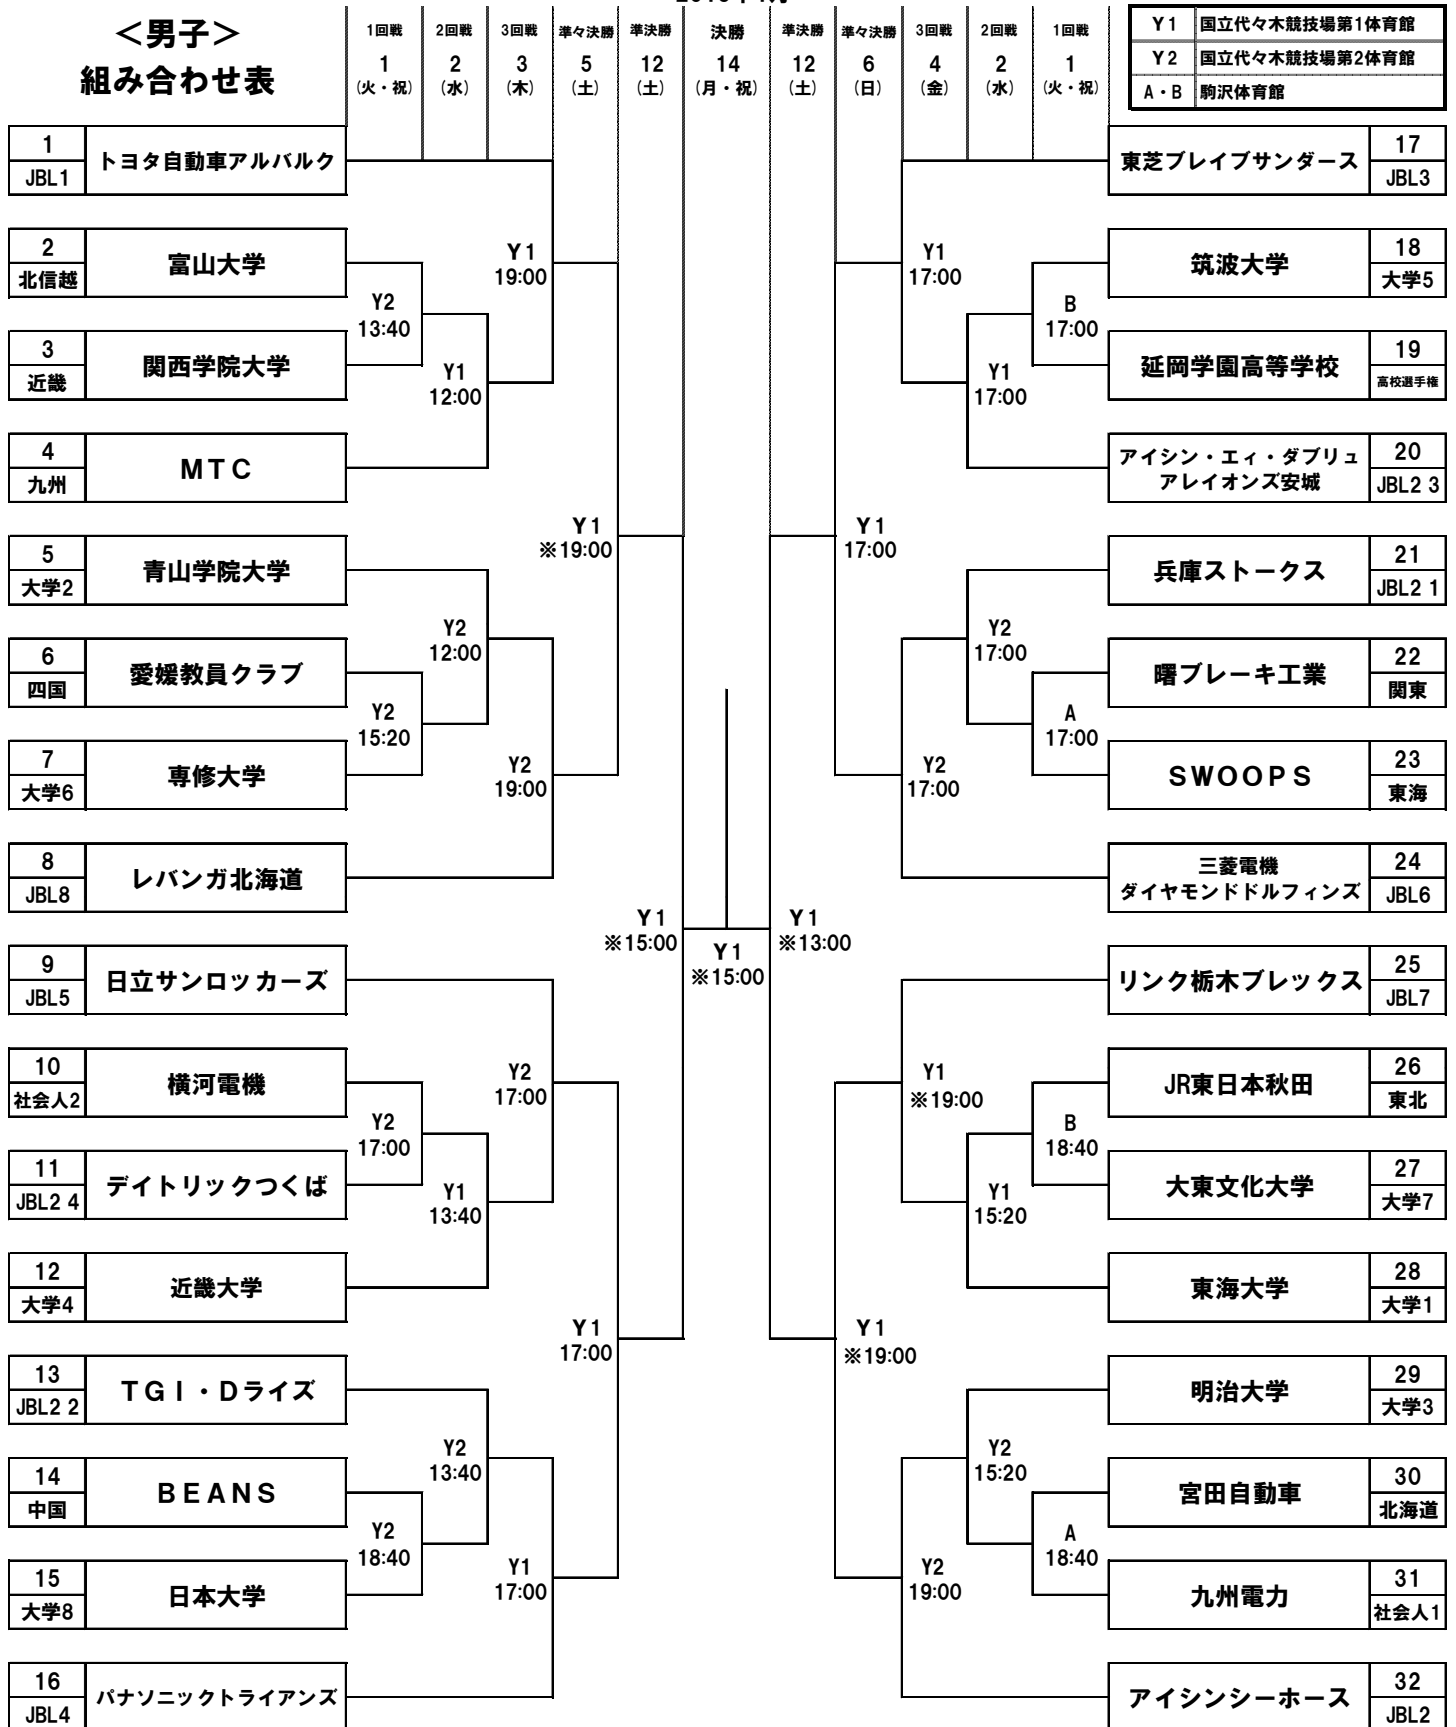 ＜男子＞
組み合わせ表
1回戦 2回戦 3回戦 準々決勝 準決勝 決勝 準決勝 準々決勝 3回戦 2回戦 1回戦
1 2 3 5 12 14 12 6 4 2 1
(火・祝) (水) (木) (土) (土) (月・祝) (土) (日) (金) (水) (火・祝)
Y1 国立代々木競技場第1体育館
Y2 国立代々木競技場第2体育館
A・B 駒沢体育館
1
JBL1
トヨタ自動車アルバルク
2
北信越
富山大学
3
近畿
関西学院大学
4
九州
MTC
5
大学2
青山学院大学
6
四国
愛媛教員クラブ
7
大学6
専修大学
8
JBL8
レバンガ北海道
9
JBL5
日立サンロッカーズ
10
社会人2
横河電機
11
JBL2 4
デイトリックつくば
12
大学4
近畿大学
13
JBL2 2
TGI・Dライズ
14
中国
BEANS
15
大学8
日本大学
16
JBL4
パナソニックトライアンズ
Y2
13:40
Y2
15:20
Y2
17:00
Y2
18:40
Y1
12:00
Y2
12:00
Y1
13:40
Y2
13:40
Y1
19:00
Y2
19:00
Y2
17:00
Y1
17:00
Y1
※19:00
Y1
17:00
Y1
※15:00
Y1
※15:00
Y1
※13:00
Y1
17:00
Y1
※19:00
Y1
17:00
Y2
17:00
Y1
※19:00
Y2
19:00
Y1
17:00
Y2
17:00
Y1
15:20
Y2
15:20
B
17:00
A
17:00
B
18:40
A
18:40
東芝ブレイブサンダース
17
JBL3
筑波大学
18
大学5
延岡学園高等学校
19
高校選手権
アイシン・エィ・ダブリュ
アレイオンズ安城
20
JBL2 3
兵庫ストークス
21
JBL2 1
曙ブレーキ工業
22
関東
SWOOPS
23
東海
三菱電機
ダイヤモンドドルフィンズ
24
JBL6
リンク栃木ブレックス
25
JBL7
JR東日本秋田
26
東北
大東文化大学
27
大学7
東海大学
28
大学1
明治大学
29
大学3
宮田自動車
30
北海道
九州電力
31
社会人1
アイシンシーホース
32
JBL2